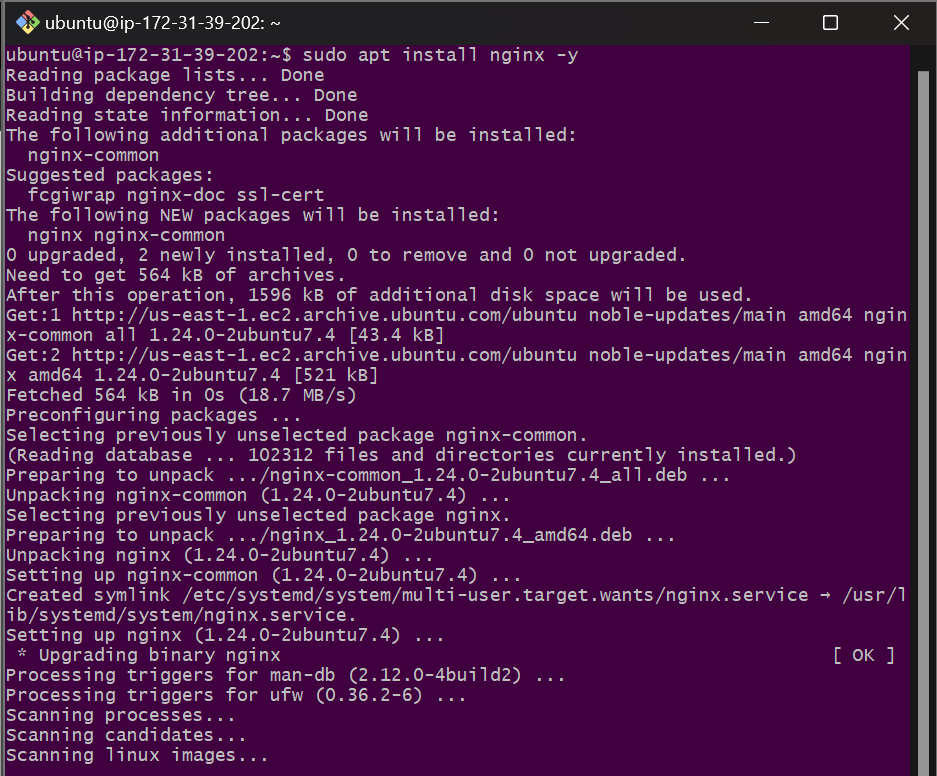 ubuntu@ip-172-31-39-202: ~
ubuntu@ip-172-31-39-202:~$ sudo apt install nginx -y
Reading package lists... Done
Building dependency tree... Done
Reading state information... Done
The following additional packages will be installed:
  nginx-common
Suggested packages:
  fcgiwrap nginx-doc ssl-cert
The following NEW packages will be installed:
  nginx nginx-common
0 upgraded, 2 newly installed, 0 to remove and 0 not upgraded.
Need to get 564 kB of archives.
After this operation, 1596 kB of additional disk space will be used.
Get:1 http://us-east-1.ec2.archive.ubuntu.com/ubuntu noble-updates/main amd64 ngin
x-common all 1.24.0-2ubuntu7.4 [43.4 kB]
Get:2 http://us-east-1.ec2.archive.ubuntu.com/ubuntu noble-updates/main amd64 ngin
x amd64 1.24.0-2ubuntu7.4 [521 kB]
Fetched 564 kB in 0s (18.7 MB/s)
Preconfiguring packages ...
Selecting previously unselected package nginx-common.
(Reading database ... 102312 files and directories currently installed.)
Preparing to unpack .../nginx-common_1.24.0-2ubuntu7.4_all.deb ...
Unpacking nginx-common (1.24.0-2ubuntu7.4) ...
Selecting previously unselected package nginx.
Preparing to unpack .../nginx_1.24.0-2ubuntu7.4_amd64.deb ...
Unpacking nginx (1.24.0-2ubuntu7.4) ...
Setting up nginx-common (1.24.0-2ubuntu7.4) ...
Created symlink /etc/systemd/system/multi-user.target.wants/nginx.service → /usr/l
ib/systemd/system/nginx.service.
Setting up nginx (1.24.0-2ubuntu7.4) ...
 * Upgrading binary nginx                                                  [ OK ]
Processing triggers for man-db (2.12.0-4build2) ...
Processing triggers for ufw (0.36.2-6) ...
Scanning processes...
Scanning candidates...
Scanning linux images...